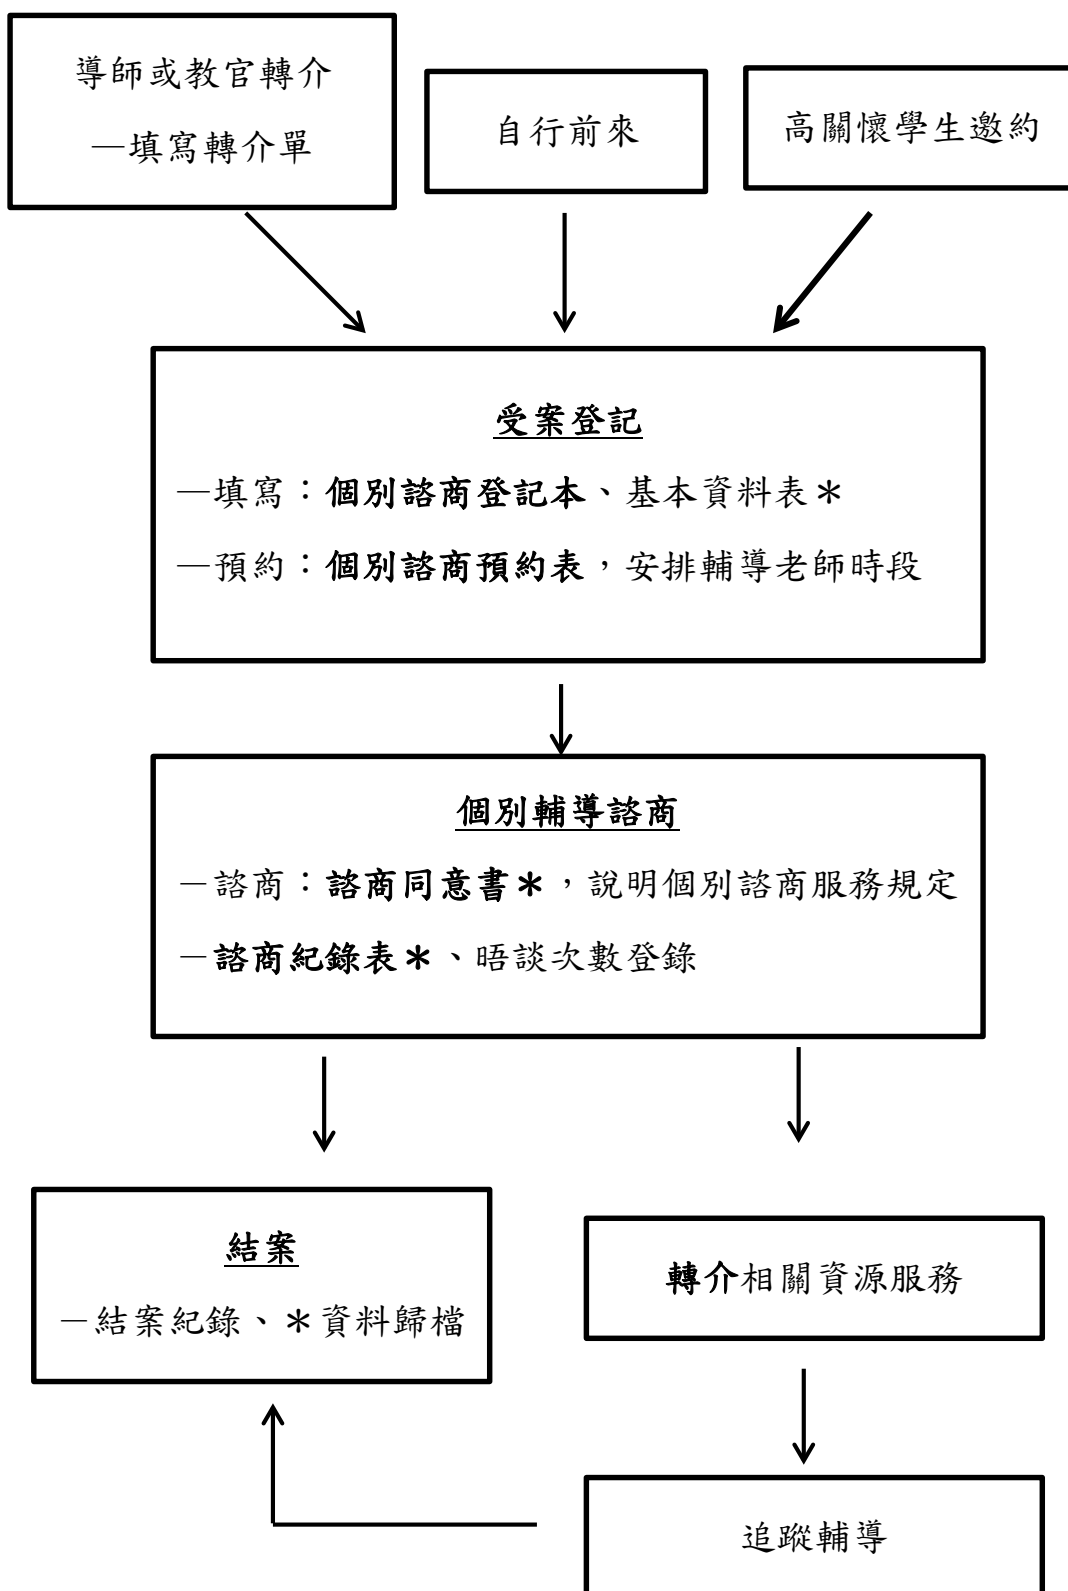 導師或教官轉介
—填寫轉介單
自行前來
高關懷學生邀約
受案登記
—填寫：個別諮商登記本、基本資料表＊
—預約：個別諮商預約表，安排輔導老師時段
個別輔導諮商
－諮商：諮商同意書＊，說明個別諮商服務規定
－諮商紀錄表＊、晤談次數登錄
結案
－結案紀錄、＊資料歸檔
轉介相關資源服務
追蹤輔導